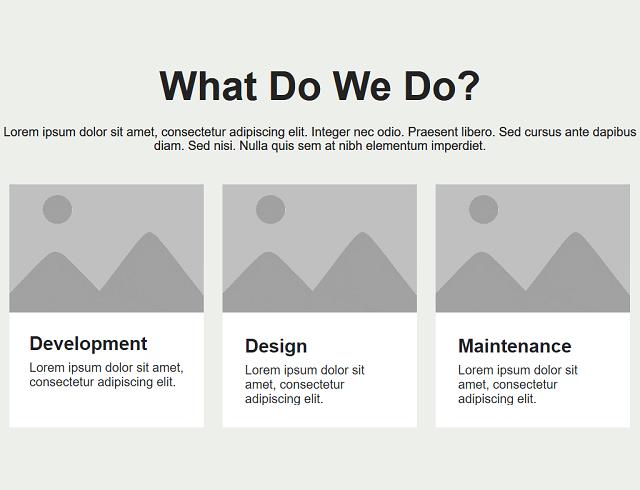 What Do We Do?
Lorem ipsum dolor sit amet, consectetur adipiscing elit. Integer nec odio. Praesent libero. Sed cursus ante dapibus
diam. Sed nisi. Nulla quis sem at nibh elementum imperdiet.
Development
Lorem ipsum dolor sit amet,
consectetur adipiscing elit.
Design
Lorem ipsum dolor sit
amet, consectetur
adipiscing elit.
Maintenance
Lorem ipsum dolor sit
amet, consectetur
adipiscing elit.